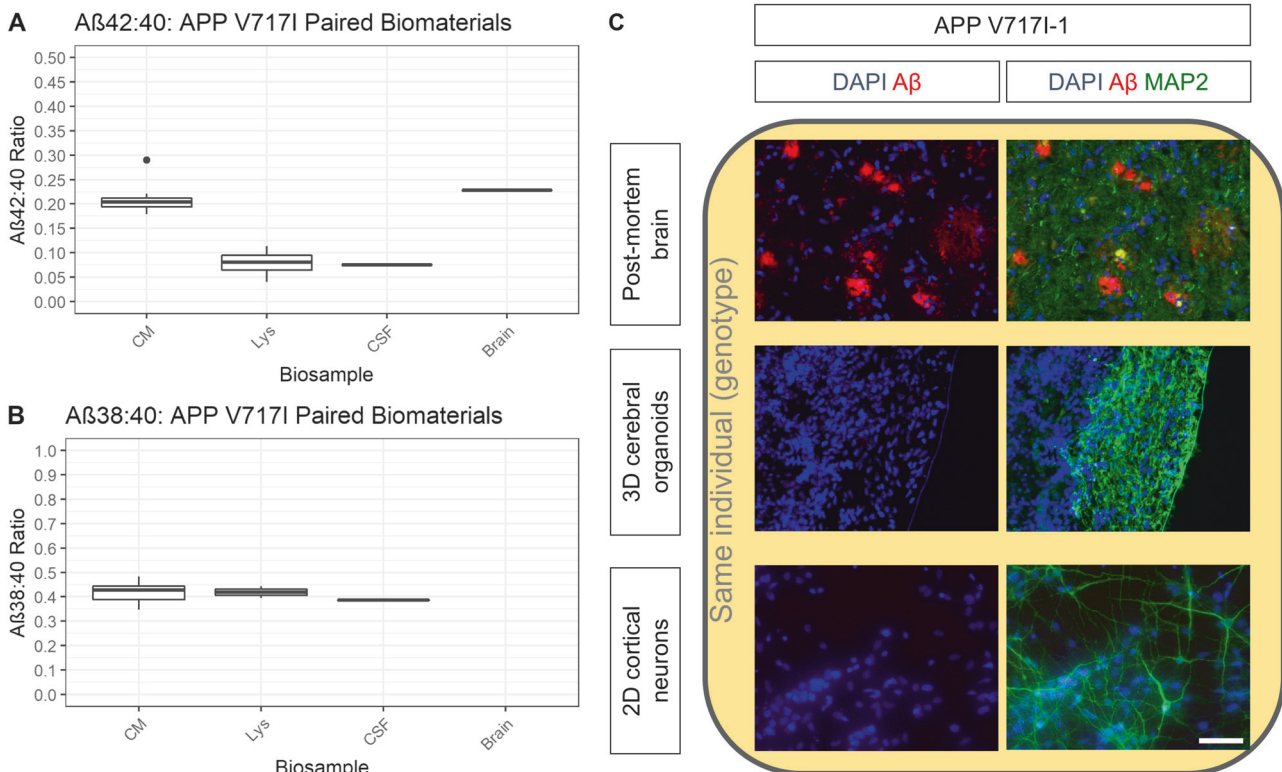 A Aß42:40: APP V717I Paired Biomaterials
Aß42:40 Ratio
0.50
0.45
0.40
0.35
0.30
0.25
0.20
0.15
0.10
0.05
0.00
CM
Lys
CSF
Brain
Biosample
B Aß38:40: APP V717I Paired Biomaterials
Aß38:40 Ratio
1.0
0.9
0.8
0.7
0.6
0.5
0.4
0.3
0.2
0.1
0.0
CM
Lys
CSF
Brain
Biosample
C
APP V717I-1
DAPI Aβ
DAPI Aβ MAP2
Post-mortem
brain
3D cerebral
organoids
2D cortical
neurons
Same individual (genotype)